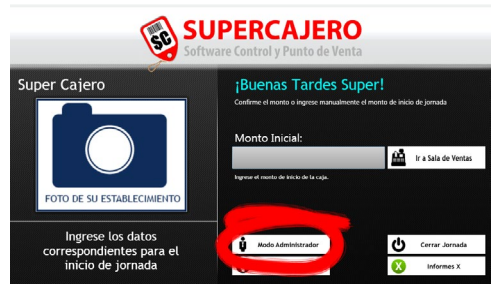 SC
SUPERCAJERO
Software Control y Punto de Venta
Super Cajero
FOTO DE SU ESTABLECIMIENTO
Ingrese los datos
correspondientes para el
inicio de jornada
¡Buenas Tardes Super!
Confirme el monto o ingrese manualmente el monto de inicio de jornada
Monto Inicial:
Ir a Sala de Ventas
Ingrese el monto de inicio de la caja.
Modo Administrador
Cerrar Jornada
X
Informes X